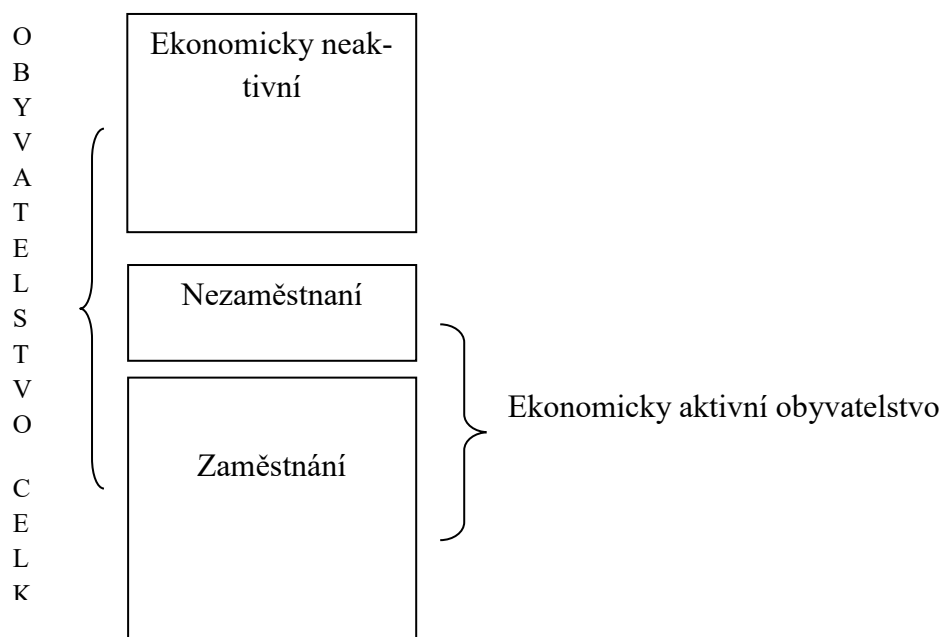 O
B
Y
V
A
T
E
L
S
T
V
O
C
E
L
K
Ekonomicky neak-
tivní
Nezaměstnaní
Zaměstnání
Ekonomicky aktivní obyvatelstvo